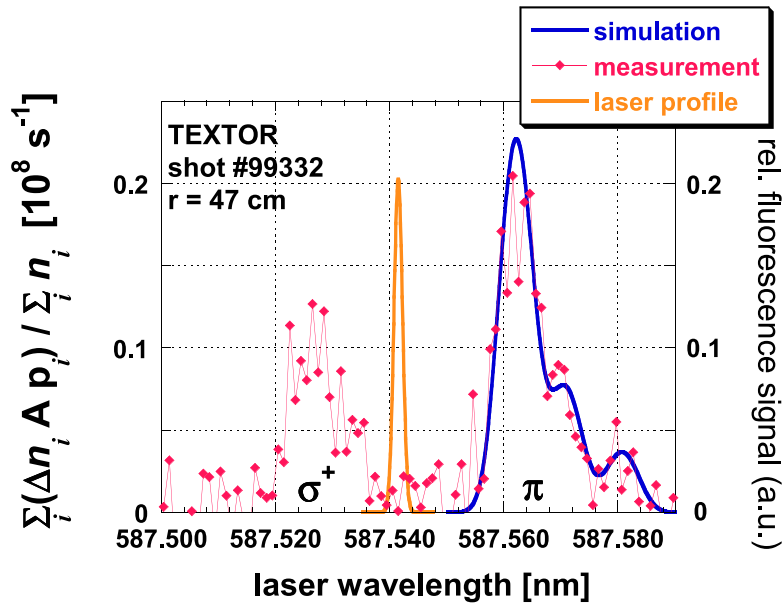 simulation
measurement
laser profile
TEXTOR
shot #99332
r = 47 cm
Σi(Δni A pi) / Σi ni [10⁸ s⁻¹]
rel. fluorescence signal (a.u.)
0.2 0.2
0.1 0.1
0 0
σ⁺ π
587.500 587.520 587.540 587.560 587.580
laser wavelength [nm]